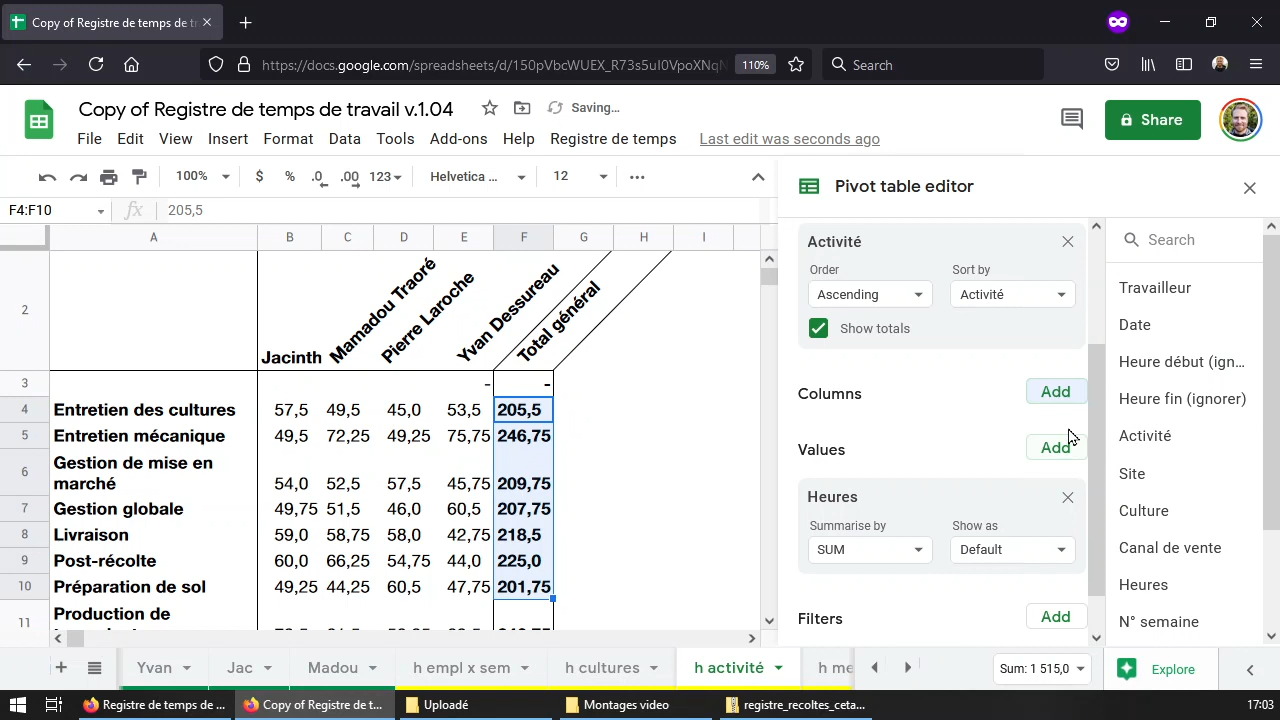 Copy of Registre de temps de tr
https://docs.google.com/spreadsheets/d/150pVbcWUEX_R73s5uI0VpoXNqN
110%
Search
Copy of Registre de temps de travail v.1.04
Saving…
File Edit View Insert Format Data Tools Add-ons Help Registre de temps Last edit was seconds ago
Share
100% $ % .0 .00 123 Helvetica ... 12
Pivot table editor
F4:F10 fx 205,5
A B C D E F G H I
2
Jacinth
Mamadou Traoré
Pierre Laroche
Yvan Dessureau
Total général
3 - -
4 Entretien des cultures 57,5 49,5 45,0 53,5 205,5
5 Entretien mécanique 49,5 72,25 49,25 75,75 246,75
6 Gestion de mise en
marché 54,0 52,5 57,5 45,75 209,75
7 Gestion globale 49,75 51,5 46,0 60,5 207,75
8 Livraison 59,0 58,75 58,0 42,75 218,5
9 Post-récolte 60,0 66,25 54,75 44,0 225,0
10 Préparation de sol 49,25 44,25 60,5 47,75 201,75
11 Production de
Activité
Order Sort by
Ascending Activité
Show totals
Columns Add
Values Add
Heures
Summarise by Show as
SUM Default
Filters Add
Search
Travailleur
Date
Heure début (ign...
Heure fin (ignorer)
Activité
Site
Culture
Canal de vente
Heures
N° semaine
Yvan Jac Madou h empl x sem h cultures h activité h me
Sum: 1 515,0
Explore
Registre de temps de ... Copy of Registre de t... Uploadé Montages video registre_recoltes_ceta... 17:03